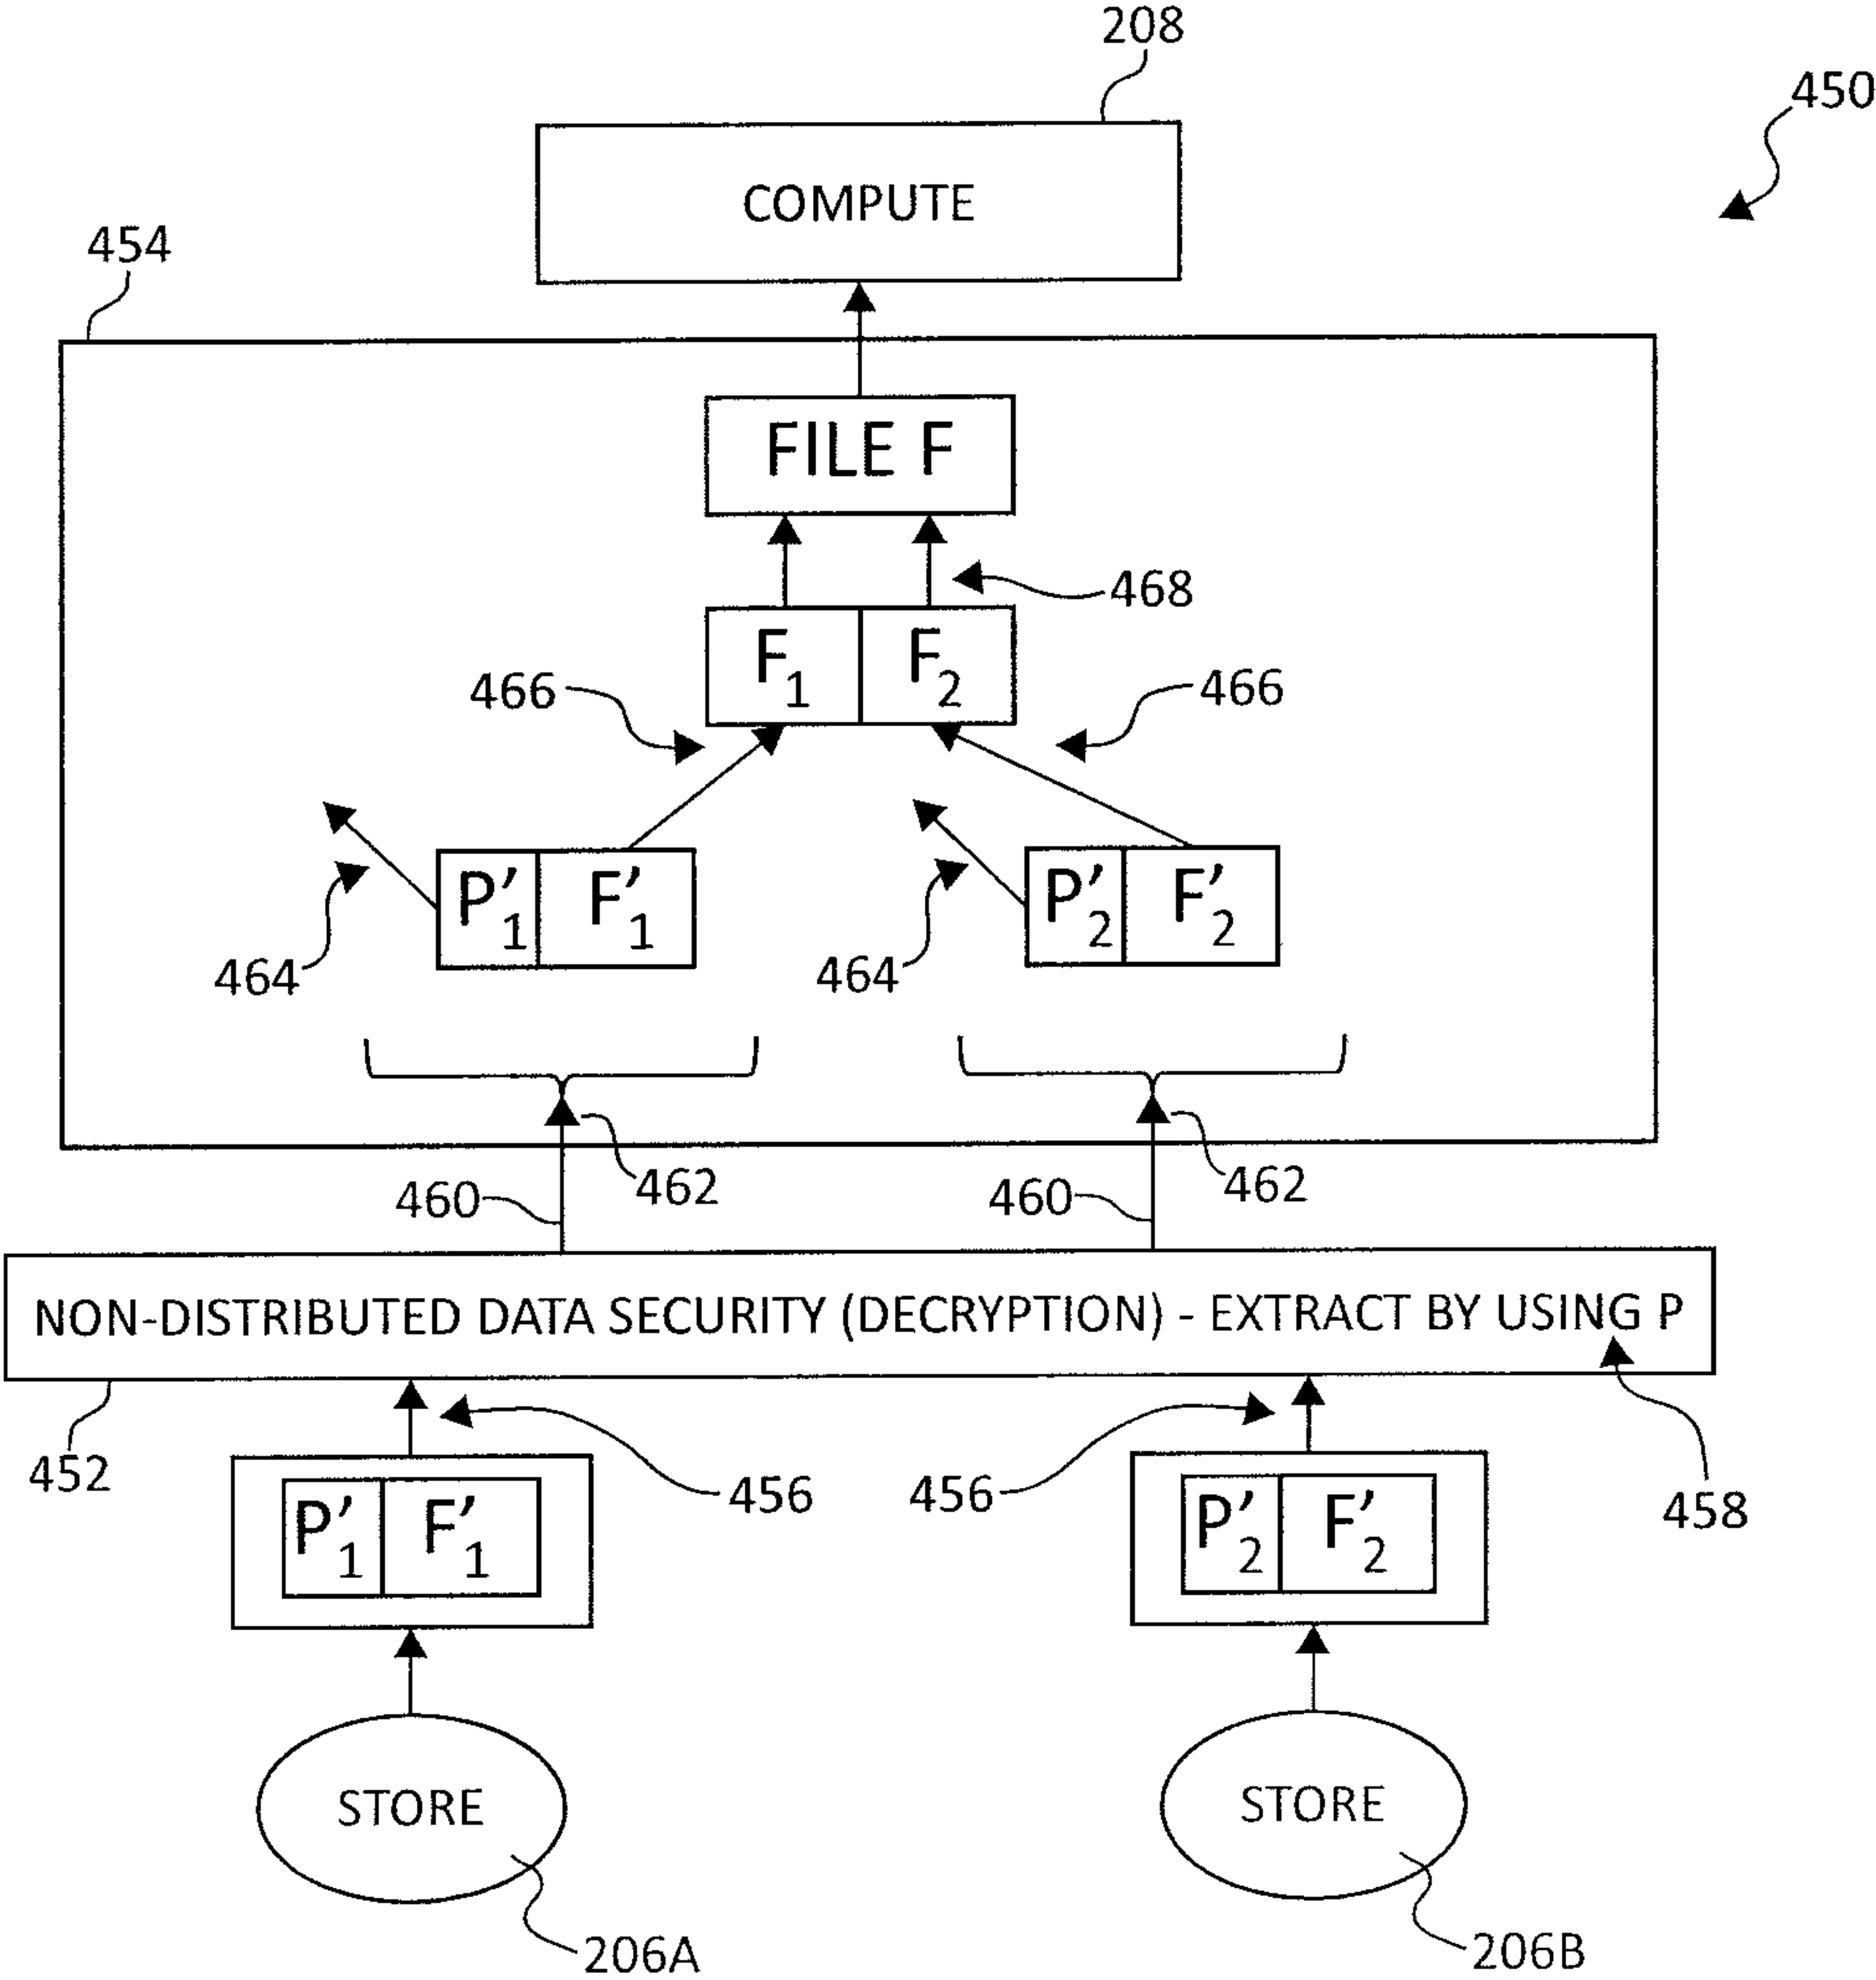 208
450
COMPUTE
454
FILE F
468
F1 F2
466 466
P'1 F'1 P'2 F'2
464 464
462 462
460 460
NON-DISTRIBUTED DATA SECURITY (DECRYPTION) - EXTRACT BY USING P
452 456 456 458
P'1 F'1 P'2 F'2
STORE STORE
206A 206B